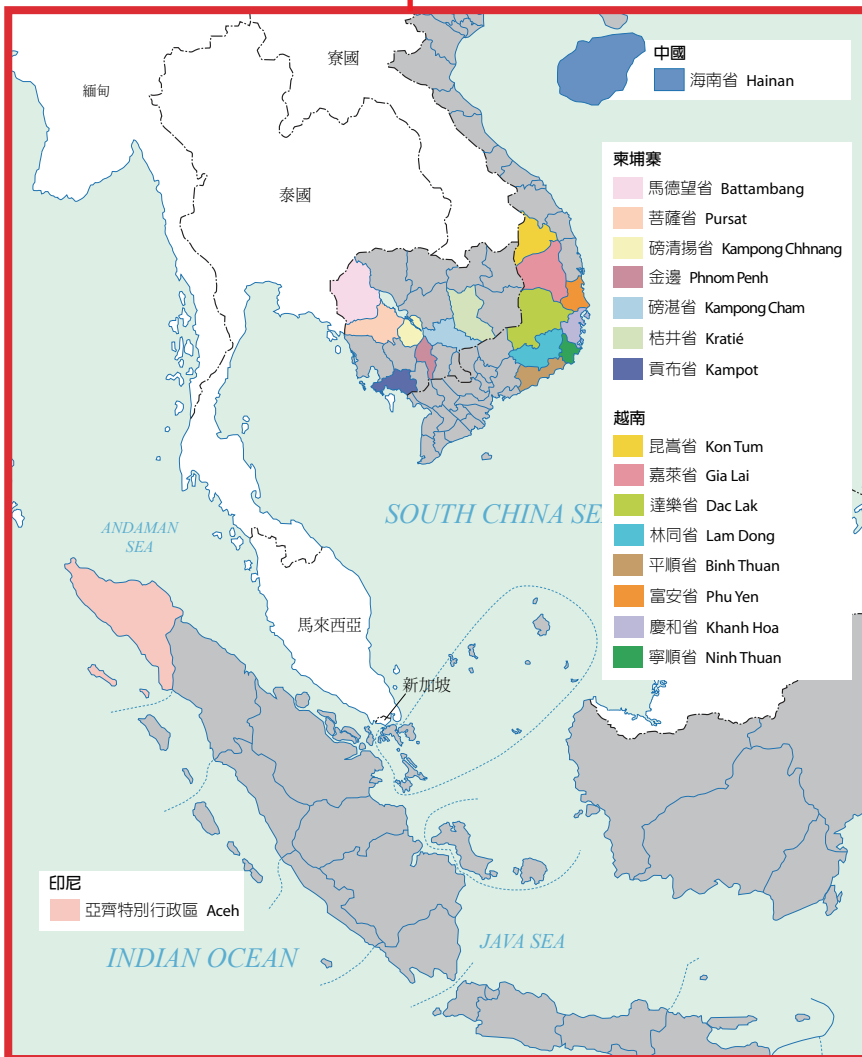 寮國
緬甸
泰國
中國
海南省 Hainan
柬埔寨
馬德望省 Battambang
菩薩省 Pursat
磅清揚省 Kampong Chhnang
金邊 Phnom Penh
磅湛省 Kampong Cham
桔井省 Kratié
貢布省 Kampot
越南
昆嵩省 Kon Tum
嘉萊省 Gia Lai
達樂省 Dac Lak
林同省 Lam Dong
平順省 Binh Thuan
富安省 Phu Yen
慶和省 Khanh Hoa
寧順省 Ninh Thuan
SOUTH CHINA SE
ANDAMAN
SEA
馬來西亞
新加坡
印尼
亞齊特別行政區 Aceh
INDIAN OCEAN
JAVA SEA